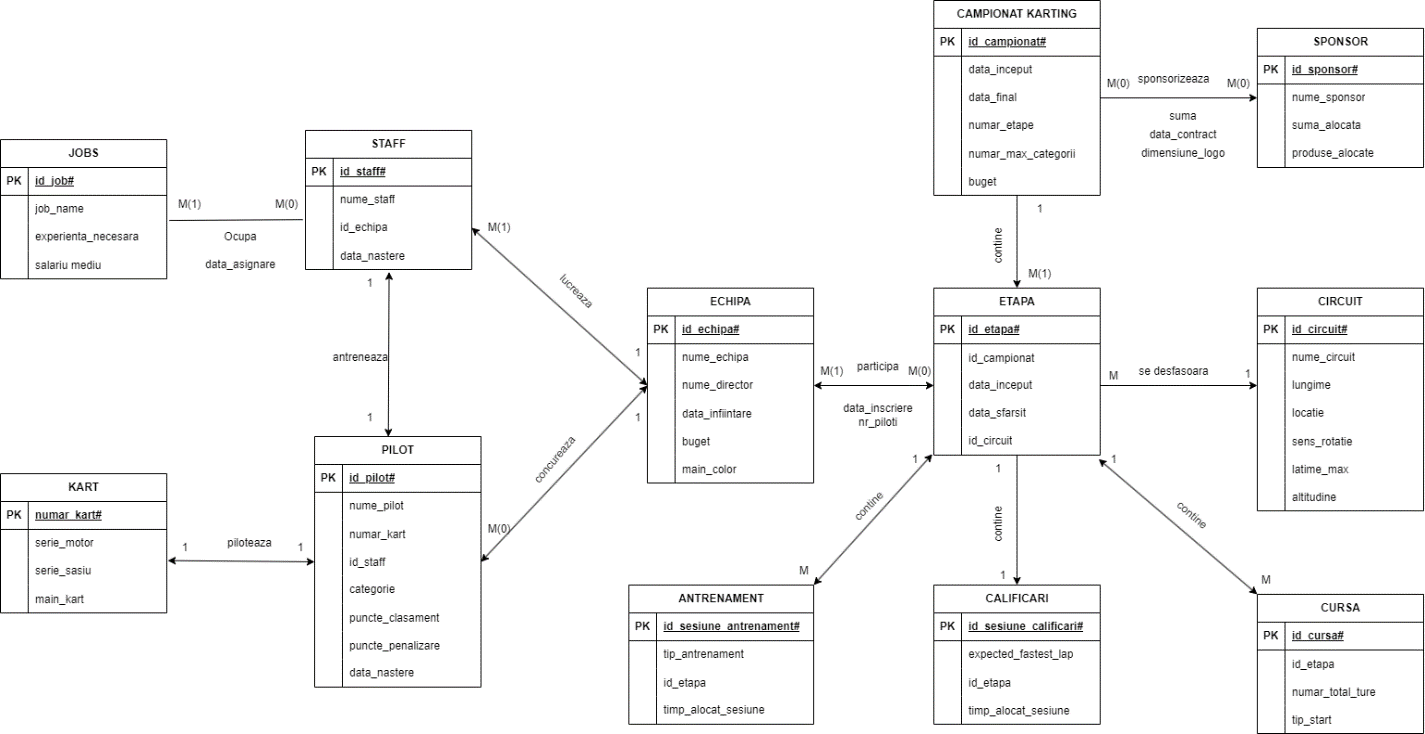 CAMPIONAT KARTING
PK id_campionat#
data_inceput
data_final
numar_etape
numar_max_categorii
buget
M(0) sponsorizeaza M(0)
suma
data_contract
dimensiune_logo
SPONSOR
PK id_sponsor#
nume_sponsor
suma_alocata
produse_alocate
JOBS
PK id_job#
job_name
experienta_necesara
salariu mediu
M(1) M(0)
Ocupa
data_asignare
STAFF
PK id_staff#
nume_staff
id_echipa
data_nastere
M(1)
lucreaza
1
1
antreneaza
1
1
contine
M(1)
ECHIPA
PK id_echipa#
nume_echipa
nume_director
data_infiintare
buget
main_color
M(1) participa M(0)
data_inscriere
nr_piloti
ETAPA
PK id_etapa#
id_campionat
data_inceput
data_sfarsit
id_circuit
M se desfasoara 1
CIRCUIT
PK id_circuit#
nume_circuit
lungime
locatie
sens_rotatie
latime_max
altitudine
1
concureaza
M(0)
KART
PK numar_kart#
serie_motor
serie_sasiu
main_kart
1 piloteaza 1
PILOT
PK id_pilot#
nume_pilot
numar_kart
id_staff
categorie
puncte_clasament
puncte_penalizare
data_nastere
1
contine
M
1
contine
1
1
contine
M
ANTRENAMENT
PK id_sesiune_antrenament#
tip_antrenament
id_etapa
timp_alocat_sesiune
CALIFICARI
PK id_sesiune_calificari#
expected_fastest_lap
id_etapa
timp_alocat_sesiune
CURSA
PK id_cursa#
id_etapa
numar_total_ture
tip_start